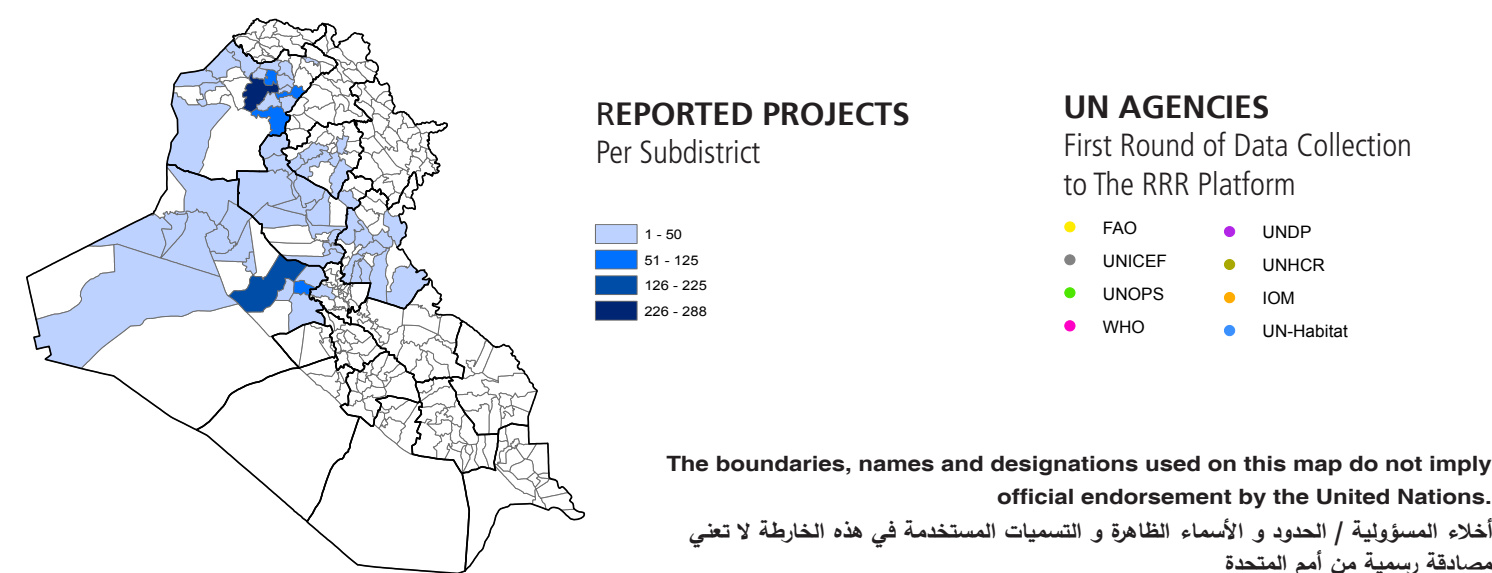 REPORTED PROJECTS
Per Subdistrict
1 - 50
51 - 125
126 - 225
226 - 288
UN AGENCIES
First Round of Data Collection
to The RRR Platform
FAO
UNICEF
UNOPS
WHO
UNDP
UNHCR
IOM
UN-Habitat
The boundaries, names and designations used on this map do not imply
official endorsement by the United Nations.
أخلاء المسؤولية / الحدود و الأسماء الظاهرة و التسميات المستخدمة في هذه الخارطة لا تعني
مصادقة رسمية من أمم المتحدة